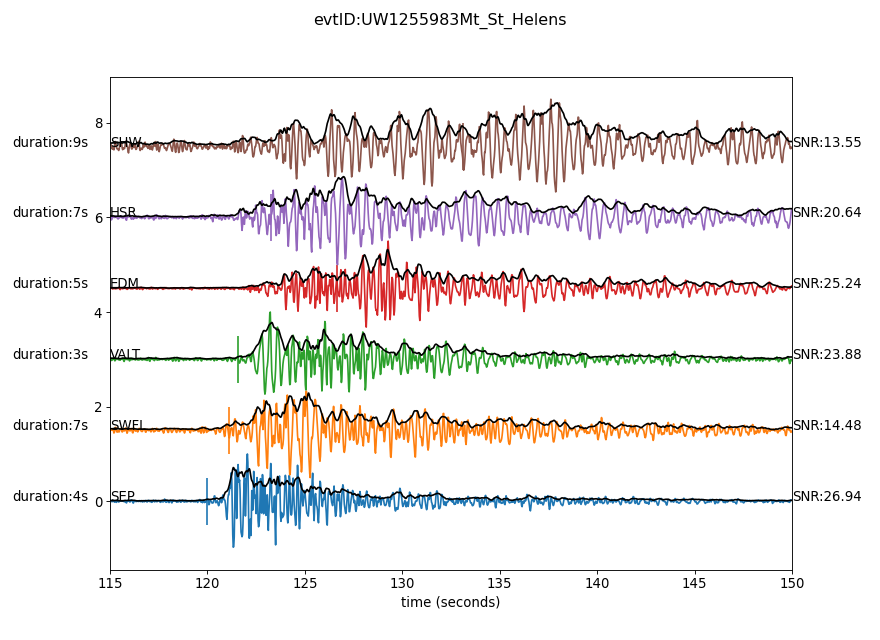 evtID:UW1255983Mt_St_Helens
8
duration:9s
SHW
SNR:13.55
duration:7s
HSR
SNR:20.64
6
duration:5s
EDM
SNR:25.24
4
duration:3s
VALT
SNR:23.88
2
duration:7s
SWFL
SNR:14.48
duration:4s
SEP
SNR:26.94
0
115 120 125 130 135 140 145 150
time (seconds)